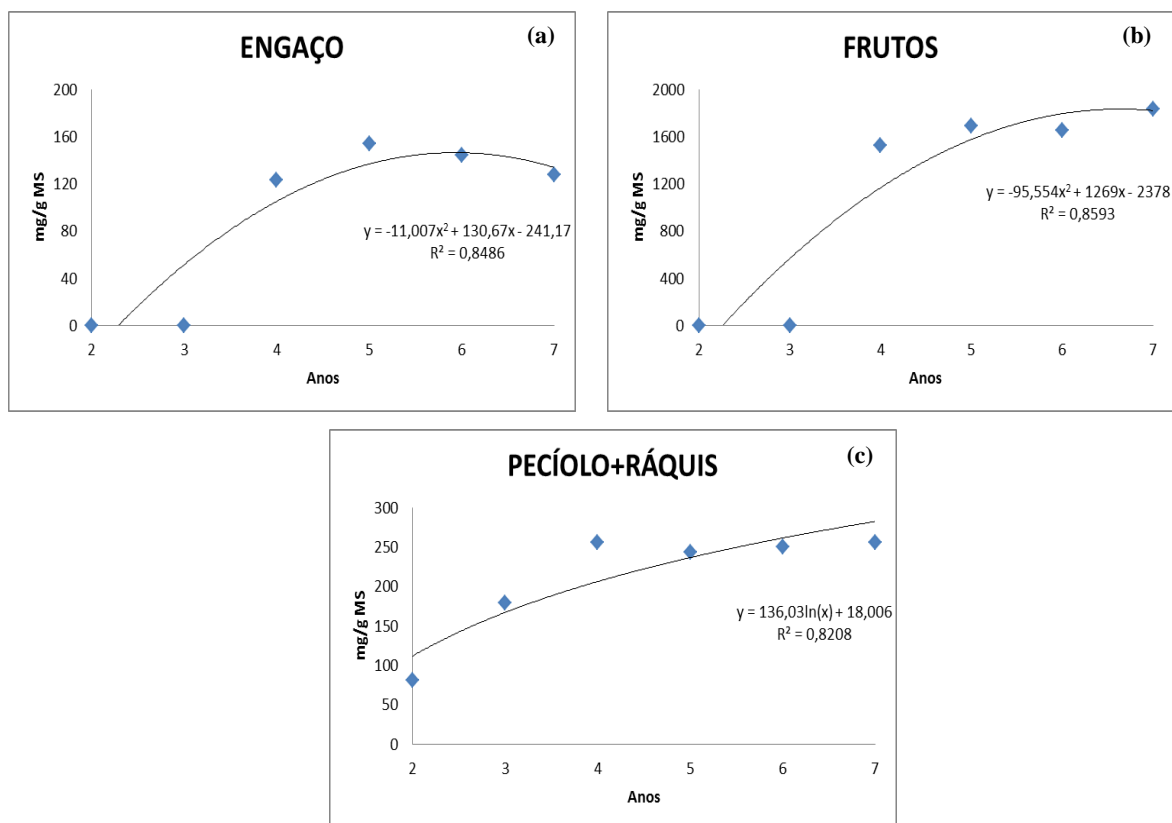 ENGAÇO
(a)
mg/g MS
200
160
120
80
40
0
y = -11,007x² + 130,67x - 241,17
R² = 0,8486
2 3 4 5 6 7
Anos
FRUTOS
(b)
mg/g MS
2000
1600
1200
800
400
0
y = -95,554x² + 1269x - 2378
R² = 0,8593
2 3 4 5 6 7
Anos
PECÍOLO+RÁQUIS
(c)
mg/g MS
300
250
200
150
100
50
0
y = 136,03ln(x) + 18,006
R² = 0,8208
2 3 4 5 6 7
Anos